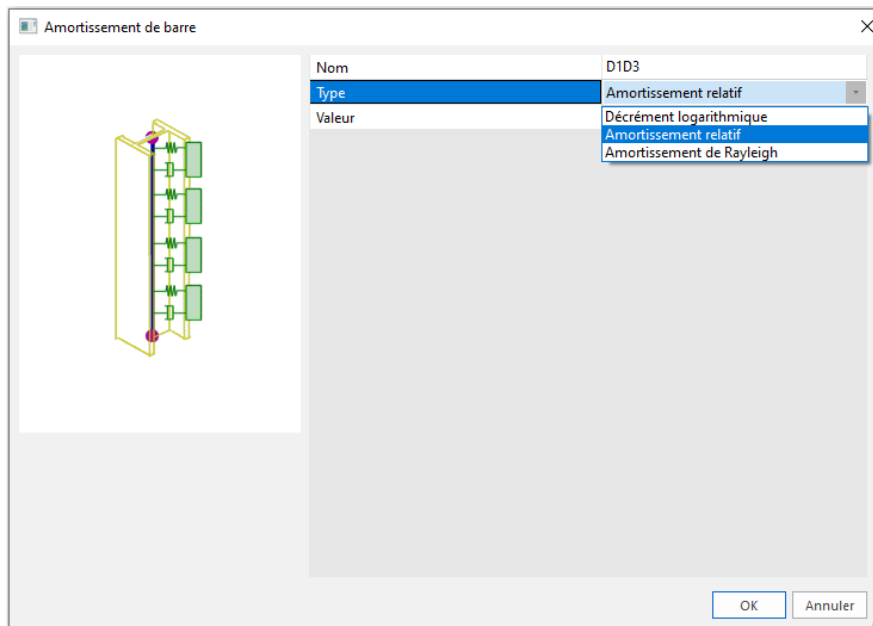 Amortissement de barre
Nom D1D3
Type Amortissement relatif
Valeur
Décrément logarithmique
Amortissement relatif
Amortissement de Rayleigh
OK Annuler